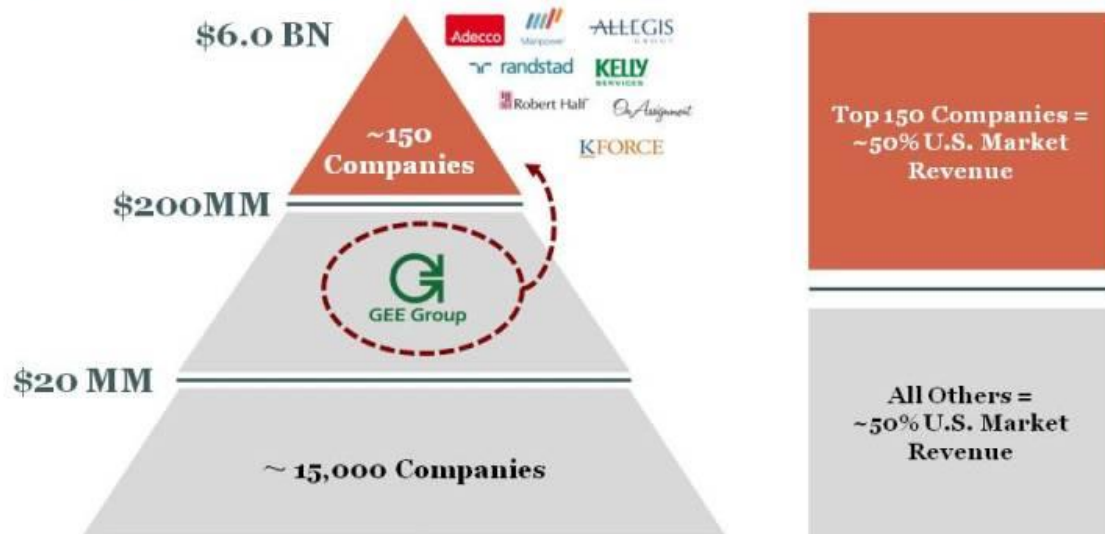 $6.0 BN
Adecco
Manpower
ALLEGIS
GROUP
randstad
KELLY
SERVICES
Robert Half
On Assignment
KFORCE
~150
Companies
$200MM
GEE Group
$20 MM
~ 15,000 Companies
Top 150 Companies =
~50% U.S. Market
Revenue
All Others =
~50% U.S. Market
Revenue